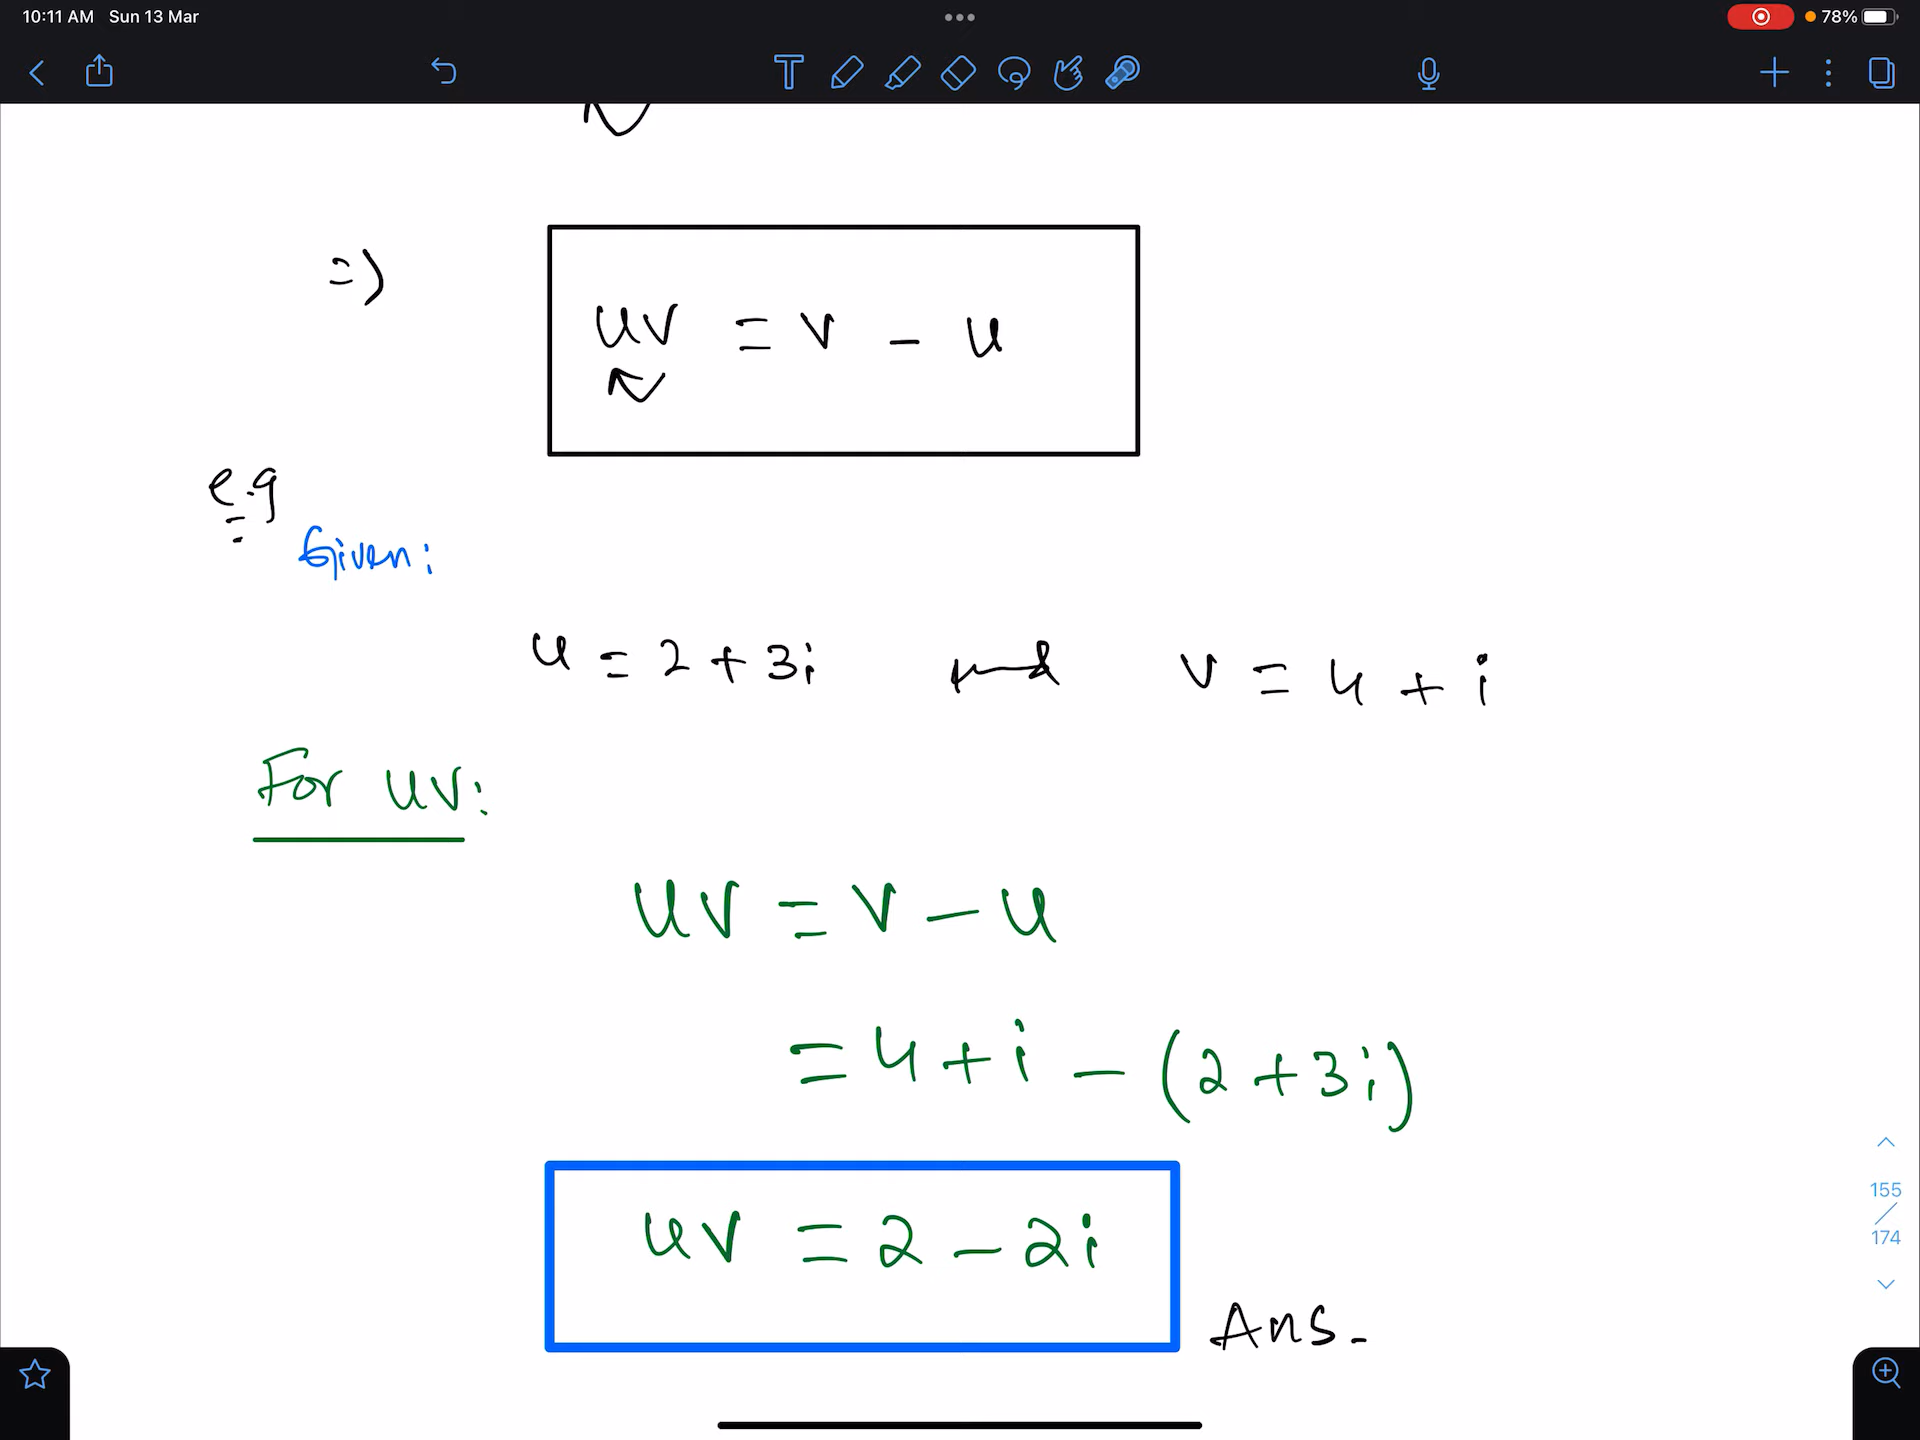 10:11 AM Sun 13 Mar
78%
=> uv = v - u
e.g
Given:
u = 2 + 3i and v = 4 + i
For uv:
uv = v - u
= 4 + i - (2 + 3i)
uv = 2 - 2i
Ans.
155
/
174